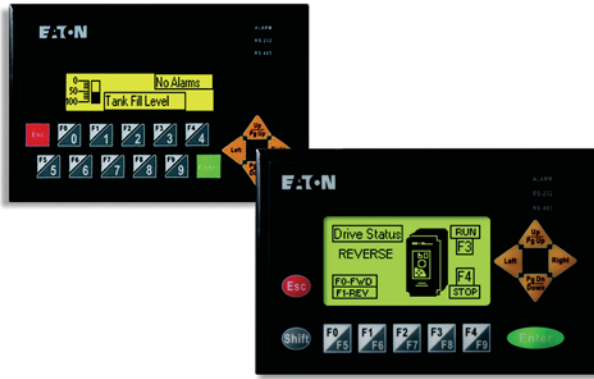 EATON
ALARM
RS-232
RS-485
0
50
100
No Alarms
Tank Fill Level
Esc
F0 0
F1 1
F2 2
F3 3
F4 4
F5 5
F6 6
F7 7
F8 8
F9 9
Enter
Up
Pg Up
Left
EATON
ALARM
RS-232
RS-485
Drive Status
REVERSE
F0-FWD
F1-REV
RUN
F3
F4
STOP
Up
Pg Up
Left
Right
Pg Dn
Down
Esc
Shift
F0 F5
F1 F6
F2 F7
F3 F8
F4 F9
Enter